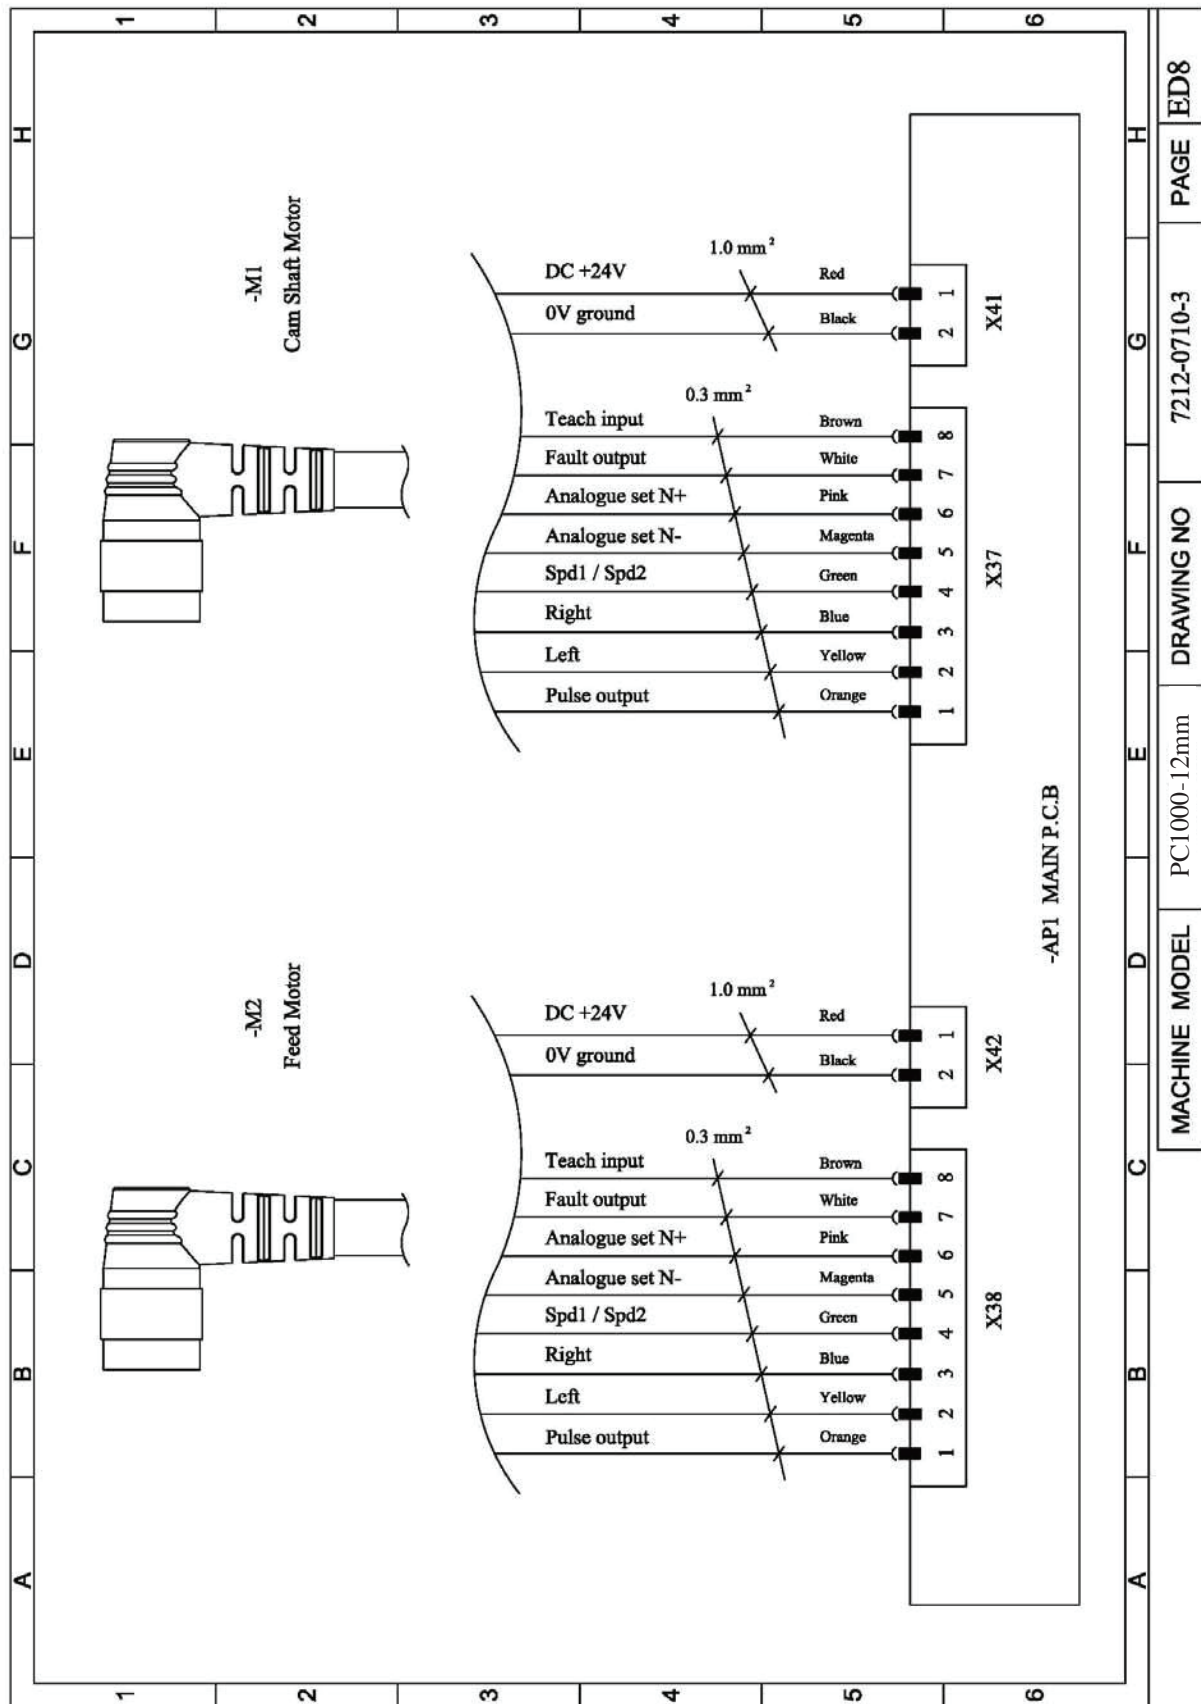 A B C D E F G H
1
2
3
4
5
6
-M2
Feed Motor
-M1
Cam Shaft Motor
Pulse output
Left
Right
Spd1 / Spd2
Analogue set N-
Analogue set N+
Fault output
Teach input
0V ground
DC +24V
0.3 mm²
1.0 mm²
Orange
Yellow
Blue
Green
Magenta
Pink
White
Brown
Black
Red
1 2 3 4 5 6 7 8
2 1
X38
X42
Pulse output
Left
Right
Spd1 / Spd2
Analogue set N-
Analogue set N+
Fault output
Teach input
0V ground
DC +24V
0.3 mm²
1.0 mm²
Orange
Yellow
Blue
Green
Magenta
Pink
White
Brown
Black
Red
1 2 3 4 5 6 7 8
2 1
X37
X41
-AP1 MAIN P.C.B
1
2
3
4
5
6
A B C D E F G H
MACHINE MODEL PC1000-12mm DRAWING NO 7212-0710-3 PAGE ED8